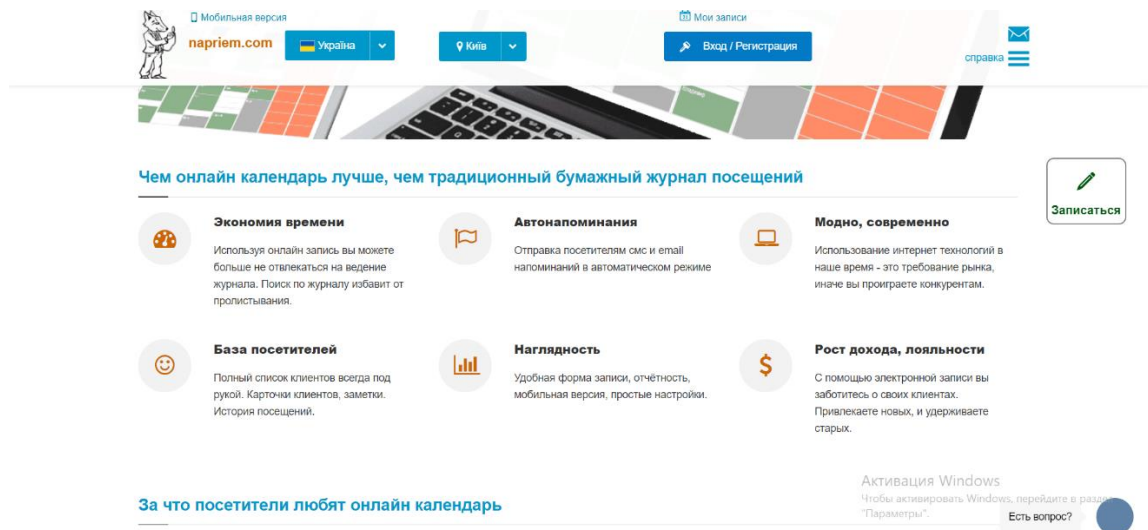 Мобильная версия
Мои записи
napriem.com
Україна
Київ
Вход / Регистрация
справка
Чем онлайн календарь лучше, чем традиционный бумажный журнал посещений
Записаться
Экономия времени
Используя онлайн запись вы можете
больше не отвлекаться на ведение
журнала. Поиск по журналу избавит от
пролистывания.
Автонапоминания
Отправка посетителям смс и email
напоминаний в автоматическом режиме
Модно, современно
Использование интернет технологий в
наше время - это требование рынка,
иначе вы проиграете конкурентам.
База посетителей
Полный список клиентов всегда под
рукой. Карточки клиентов, заметки.
История посещений.
Наглядность
Удобная форма записи, отчётность,
мобильная версия, простые настройки.
Рост дохода, лояльности
С помощью электронной записи вы
заботитесь о своих клиентах.
Привлекаете новых, и удерживаете
старых.
За что посетители любят онлайн календарь
Активация Windows
Чтобы активировать Windows, перейдите в раздел
"Параметры".
Есть вопрос?